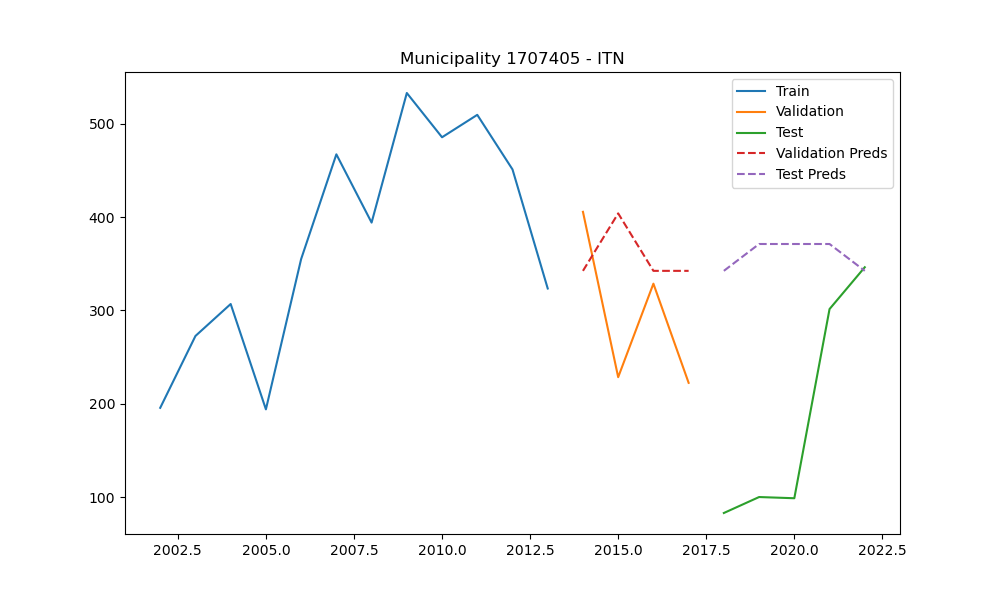 Municipality 1707405 - ITN
Train
Validation
Test
Validation Preds
Test Preds
500
400
300
200
100
2002.5 2005.0 2007.5 2010.0 2012.5 2015.0 2017.5 2020.0 2022.5